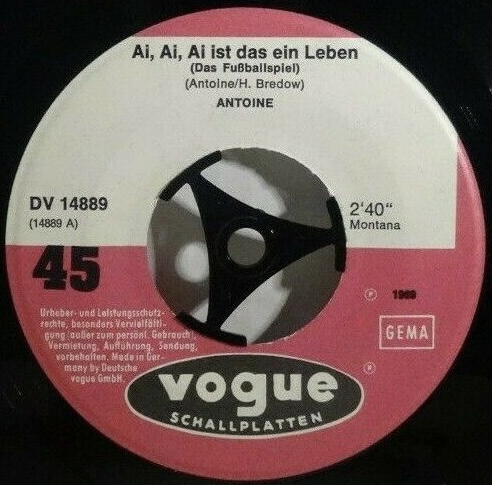 Ai, Ai, Ai ist das ein Leben
(Das Fußballspiel)
(Antoine/H. Bredow)
ANTOINE
DV 14889
(14889 A)
2'40"
Montana
45
Ⓟ 1969
GEMA
Urheber- und Leistungsschutz-
rechte, besonders Vervielfälti-
gung (außer zum persönl. Gebrauch),
Vermietung, Aufführung, Sendung,
vorbehalten. Made in Ger-
many by Deutsche
vogue GmbH.
®
vogue
SCHALLPLATTEN